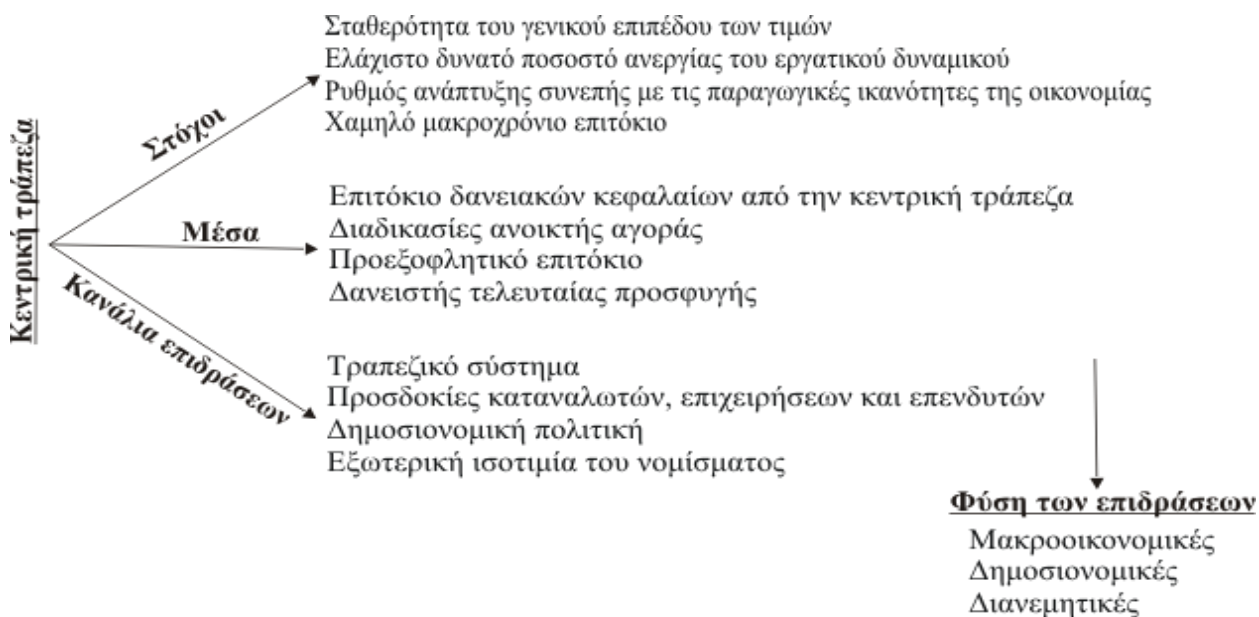 Κεντρική τράπεζα
Στόχοι
Σταθερότητα του γενικού επιπέδου των τιμών
Ελάχιστο δυνατό ποσοστό ανεργίας του εργατικού δυναμικού
Ρυθμός ανάπτυξης συνεπής με τις παραγωγικές ικανότητες της οικονομίας
Χαμηλό μακροχρόνιο επιτόκιο
Μέσα
Επιτόκιο δανειακών κεφαλαίων από την κεντρική τράπεζα
Διαδικασίες ανοικτής αγοράς
Προεξοφλητικό επιτόκιο
Δανειστής τελευταίας προσφυγής
Κανάλια επιδράσεων
Τραπεζικό σύστημα
Προσδοκίες καταναλωτών, επιχειρήσεων και επενδυτών
Δημοσιονομική πολιτική
Εξωτερική ισοτιμία του νομίσματος
Φύση των επιδράσεων
Μακροοικονομικές
Δημοσιονομικές
Διανεμητικές